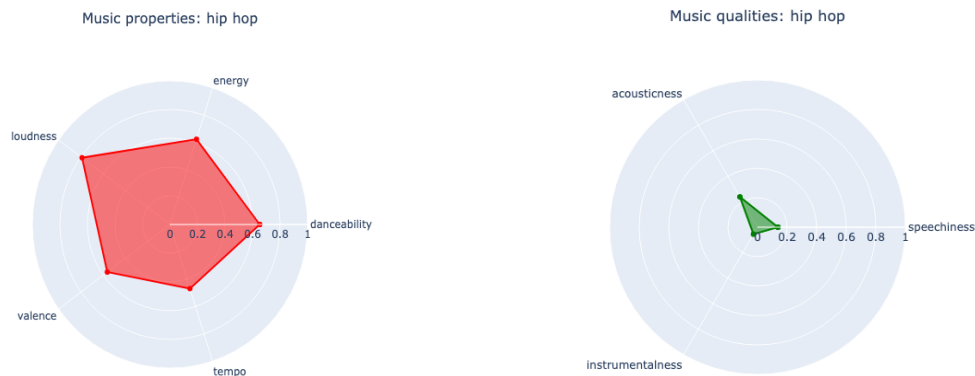 Music properties: hip hop
energy
loudness
danceability
0 0.2 0.4 0.6 0.8 1
valence
tempo
Music qualities: hip hop
acousticness
speechiness
0 0.2 0.4 0.6 0.8 1
instrumentalness